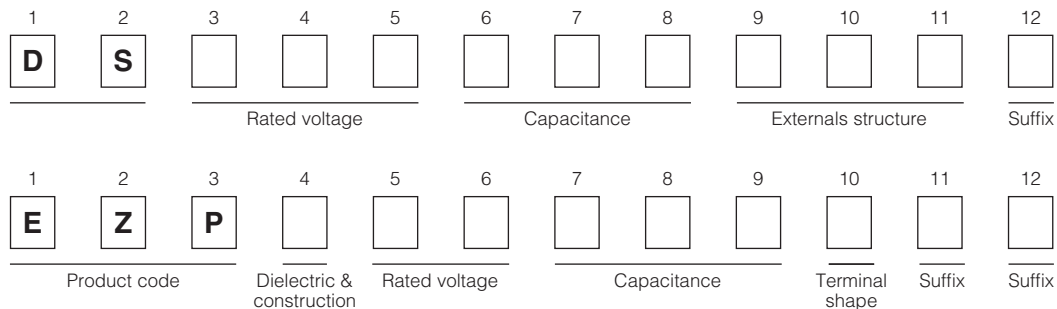 1 2 3 4 5 6 7 8 9 10 11 12
D S
Rated voltage Capacitance Externals structure Suffix
1 2 3 4 5 6 7 8 9 10 11 12
E Z P
Product code Dielectric & Rated voltage Capacitance Terminal Suffix Suffix
construction shape